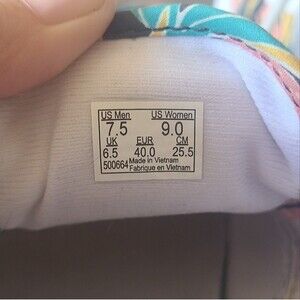 US Men US Women
7.5 9.0
UK EUR CM
6.5 40.0 25.5
500664 Made in Vietnam
Fabriqué en Vietnam